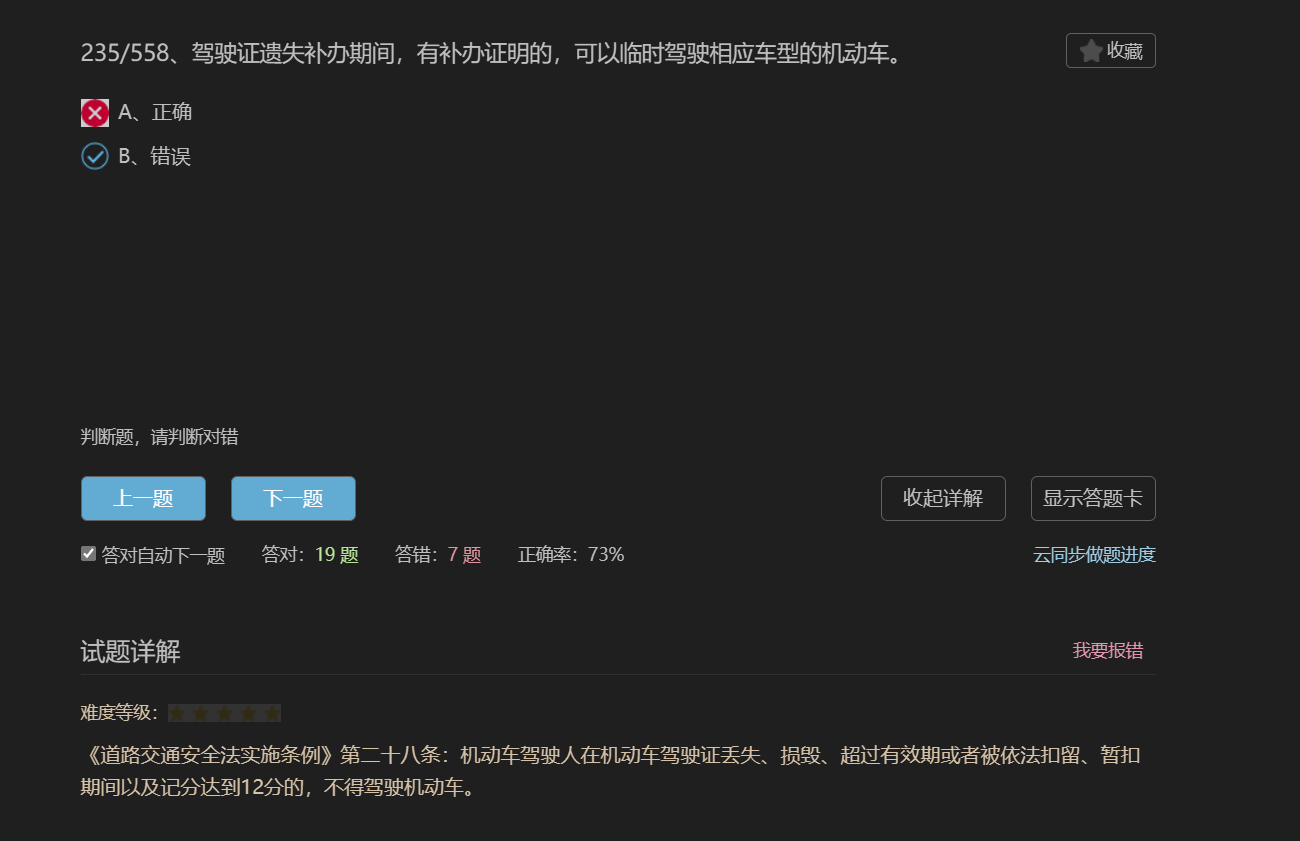 235/558、驾驶证遗失补办期间，有补办证明的，可以临时驾驶相应车型的机动车。
收藏
A、正确
B、错误
判断题，请判断对错
上一题 下一题 收起详解 显示答题卡
答对自动下一题 答对：19 题 答错：7 题 正确率：73% 云同步做题进度
试题详解 我要报错
难度等级：
《道路交通安全法实施条例》第二十八条：机动车驾驶人在机动车驾驶证丢失、损毁、超过有效期或者被依法扣留、暂扣
期间以及记分达到12分的，不得驾驶机动车。